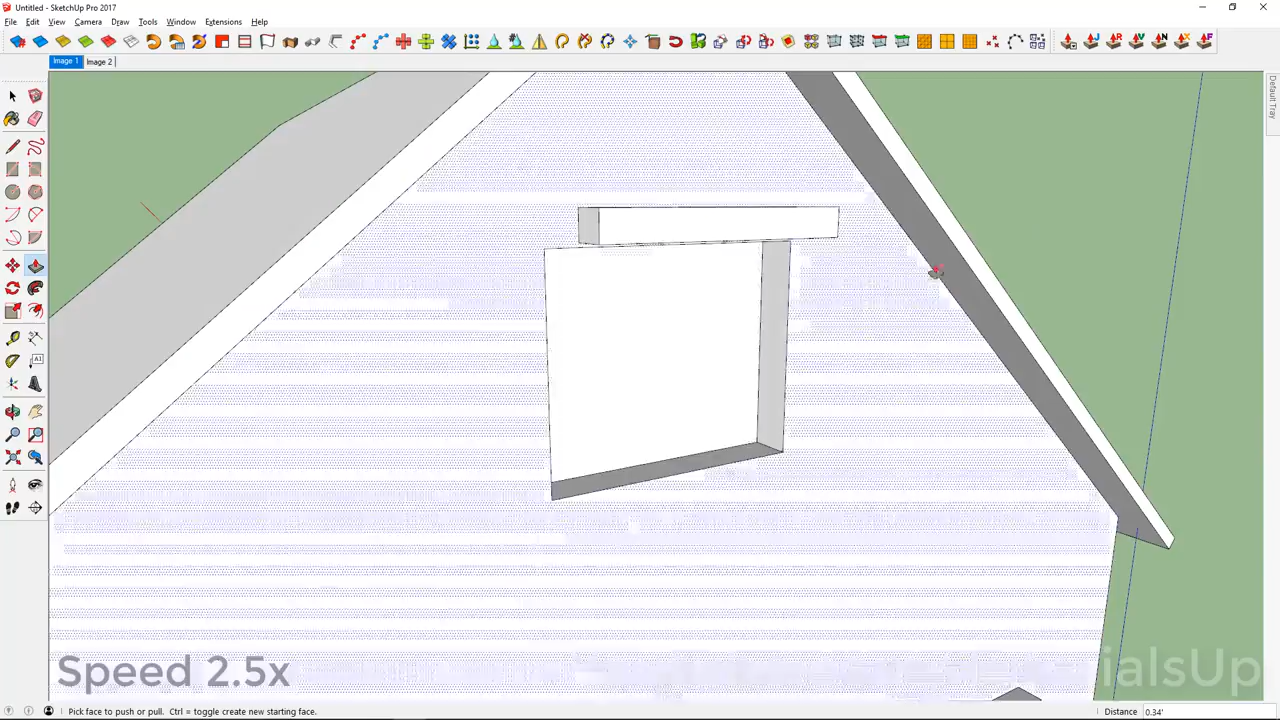 Untitled - SketchUp Pro 2017
File Edit View Camera Draw Tools Window Extensions Help
Image 1 Image 2
Default Tray
Speed 2.5x
ialsUp
Pick face to push or pull. Ctrl = toggle create new starting face.
Distance 0.34'